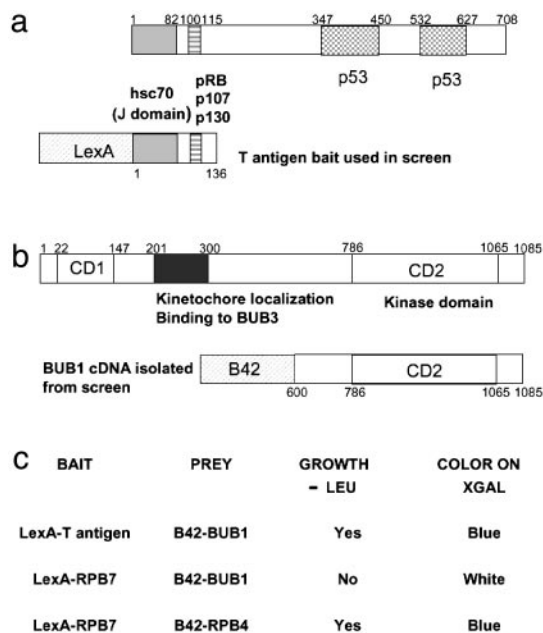 a
1 82 100 115 347 450 532 627 708
p53 p53
hsc70 pRB
(J domain) p107
p130
LexA
T antigen bait used in screen
1 136
b
1 22 147 201 300 786 1065 1085
CD1 CD2
Kinetochore localization Kinase domain
Binding to BUB3
BUB1 cDNA isolated
from screen
B42 CD2
600 786 1065 1085
c
BAIT PREY GROWTH COLOR ON
- LEU XGAL
LexA-T antigen B42-BUB1 Yes Blue
LexA-RPB7 B42-BUB1 No White
LexA-RPB7 B42-RPB4 Yes Blue